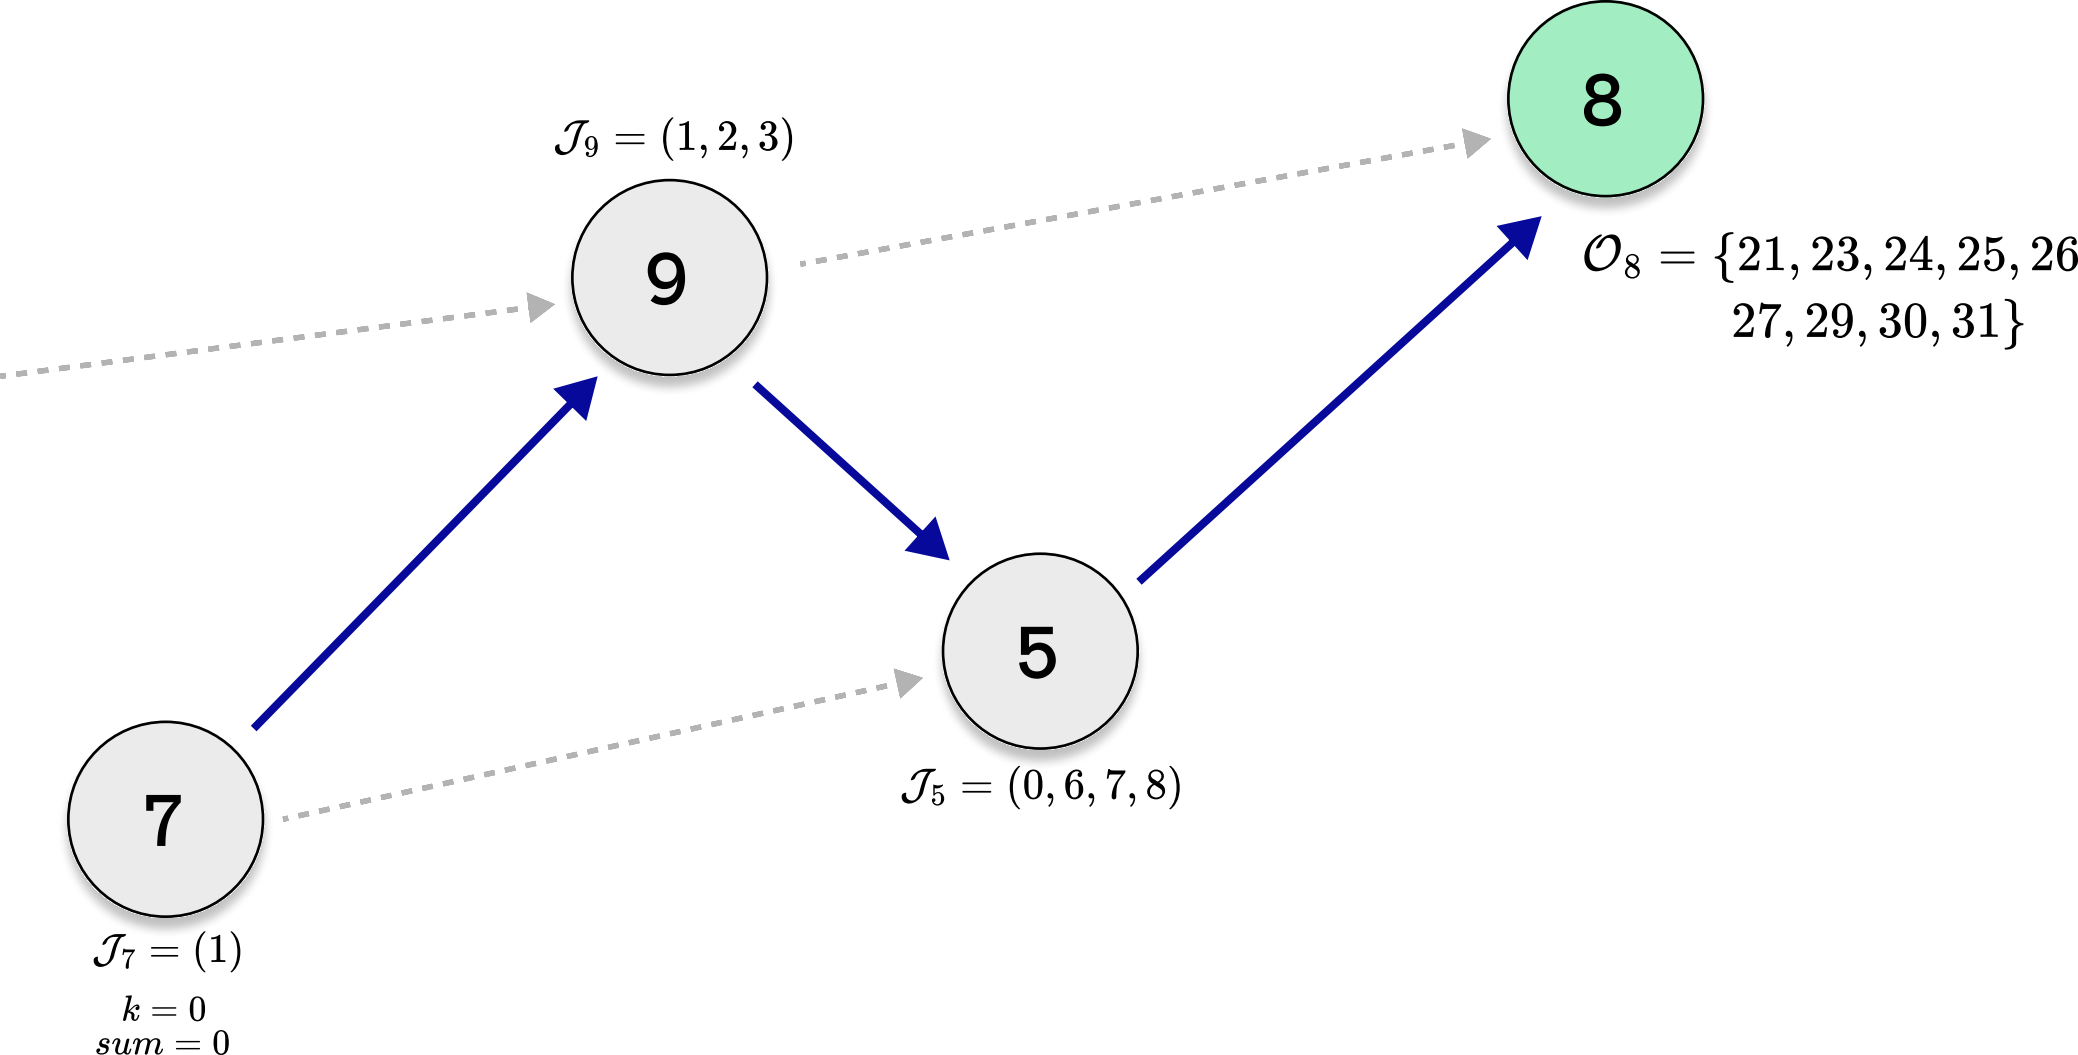 8
𝒥₉ = (1, 2, 3)
9
𝒪₈ = {21, 23, 24, 25, 26
27, 29, 30, 31}
5
𝒥₅ = (0, 6, 7, 8)
7
𝒥₇ = (1)
k = 0
sum = 0